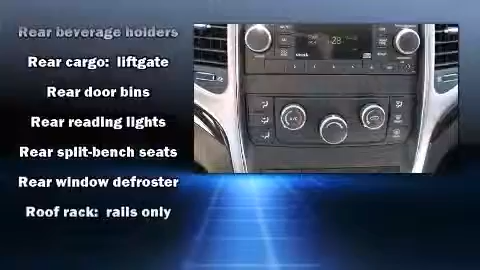 Rear beverage holders
Rear cargo:  liftgate
Rear door bins
Rear reading lights
Rear split-bench seats
Rear window defroster
Roof rack:  rails only
A/C